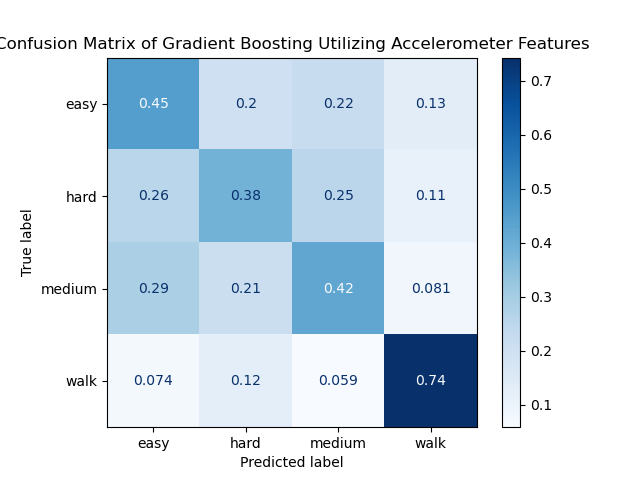 Confusion Matrix of Gradient Boosting Utilizing Accelerometer Features
True label
easy 0.45 0.2 0.22 0.13
hard 0.26 0.38 0.25 0.11
medium 0.29 0.21 0.42 0.081
walk 0.074 0.12 0.059 0.74
easy hard medium walk
Predicted label
0.7
0.6
0.5
0.4
0.3
0.2
0.1